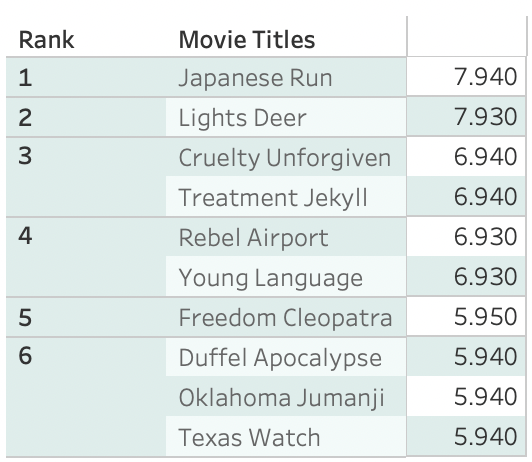 Rank Movie Titles
1 Japanese Run 7.940
2 Lights Deer 7.930
3 Cruelty Unforgiven 6.940
Treatment Jekyll 6.940
4 Rebel Airport 6.930
Young Language 6.930
5 Freedom Cleopatra 5.950
6 Duffel Apocalypse 5.940
Oklahoma Jumanji 5.940
Texas Watch 5.940